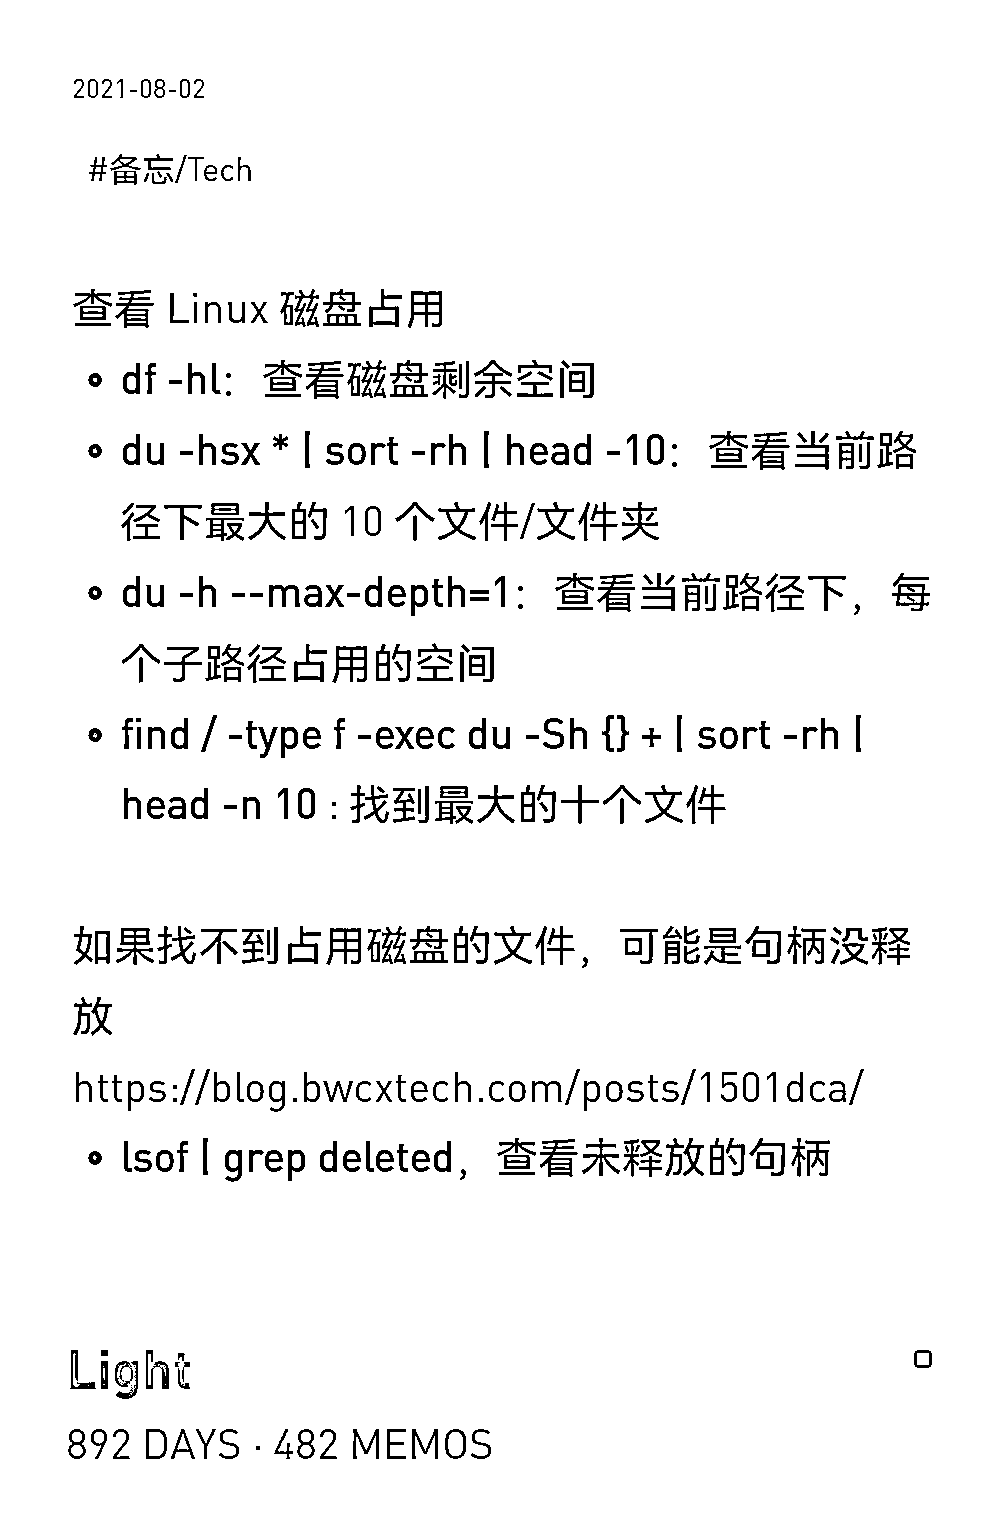 2021-08-02
#备忘/Tech
查看 Linux 磁盘占用
df -hl：查看磁盘剩余空间
du -hsx * | sort -rh | head -10：查看当前路
径下最大的 10 个文件/文件夹
du -h --max-depth=1：查看当前路径下，每
个子路径占用的空间
find / -type f -exec du -Sh {} + | sort -rh |
head -n 10 : 找到最大的十个文件
如果找不到占用磁盘的文件，可能是句柄没释
放
https://blog.bwcxtech.com/posts/1501dca/
lsof | grep deleted，查看未释放的句柄
Light
892 DAYS · 482 MEMOS